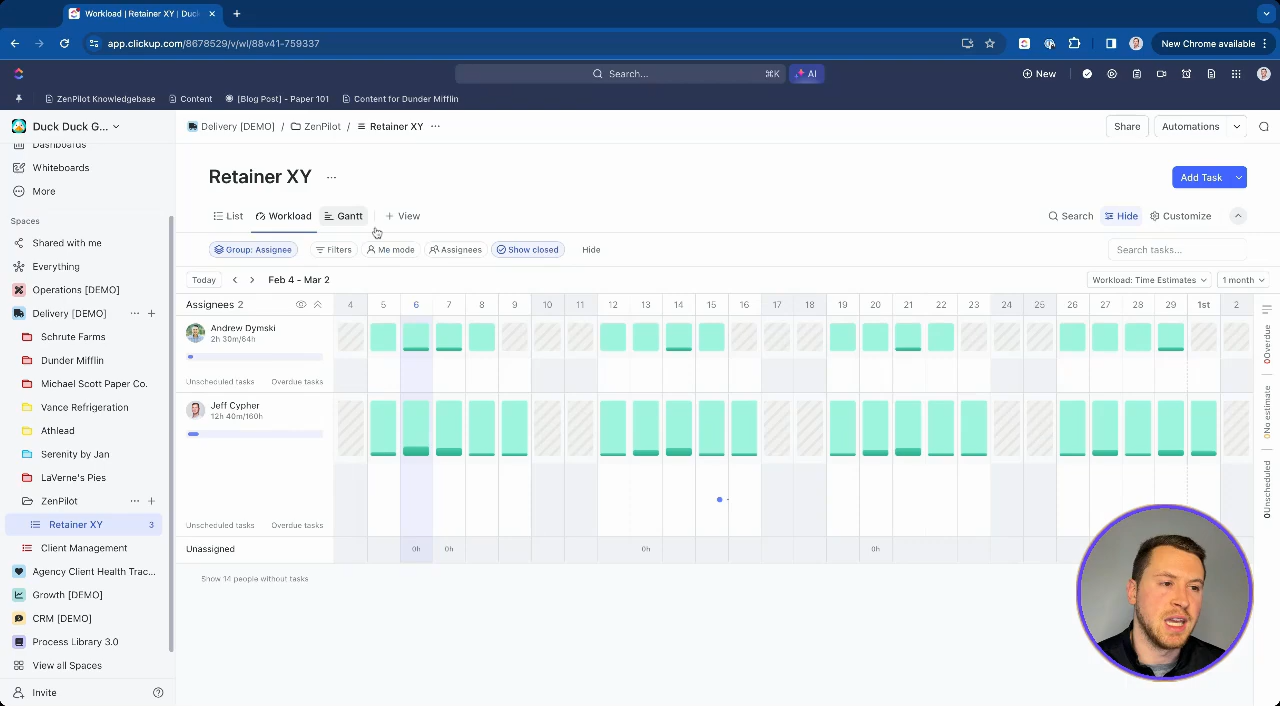 Workload | Retainer XY | Duck
app.clickup.com/8678529/v/wl/88v41-759337
New Chrome available
Search...
⌘K
AI
New
ZenPilot Knowledgebase
Content
[Blog Post] - Paper 101
Content for Dunder Mifflin
Duck Duck G...
Delivery [DEMO] / ZenPilot / Retainer XY ...
Share
Automations
Dashboards
Whiteboards
More
Spaces
Shared with me
Everything
Operations [DEMO]
Delivery [DEMO]
Schrute Farms
Dunder Mifflin
Michael Scott Paper Co.
Vance Refrigeration
Athlead
Serenity by Jan
LaVerne's Pies
ZenPilot
Retainer XY 3
Client Management
Agency Client Health Trac...
Growth [DEMO]
CRM [DEMO]
Process Library 3.0
View all Spaces
Invite
Retainer XY ...
Add Task
List
Workload
Gantt
+ View
Search
Hide
Customize
Group: Assignee
Filters
Me mode
Assignees
Show closed
Hide
Search tasks...
Today
Feb 4 - Mar 2
Workload: Time Estimates
1 month
Assignees 2
4 5 6 7 8 9 10 11 12 13 14 15 16 17 18 19 20 21 22 23 24 25 26 27 28 29 1st 2
Andrew Dymski
2h 30m/64h
Unscheduled tasks Overdue tasks
Jeff Cypher
12h 40m/160h
Unscheduled tasks Overdue tasks
Unassigned 0h 0h 0h 0h
Show 14 people without tasks
0 Overdue
0 No estimate
0 Unscheduled